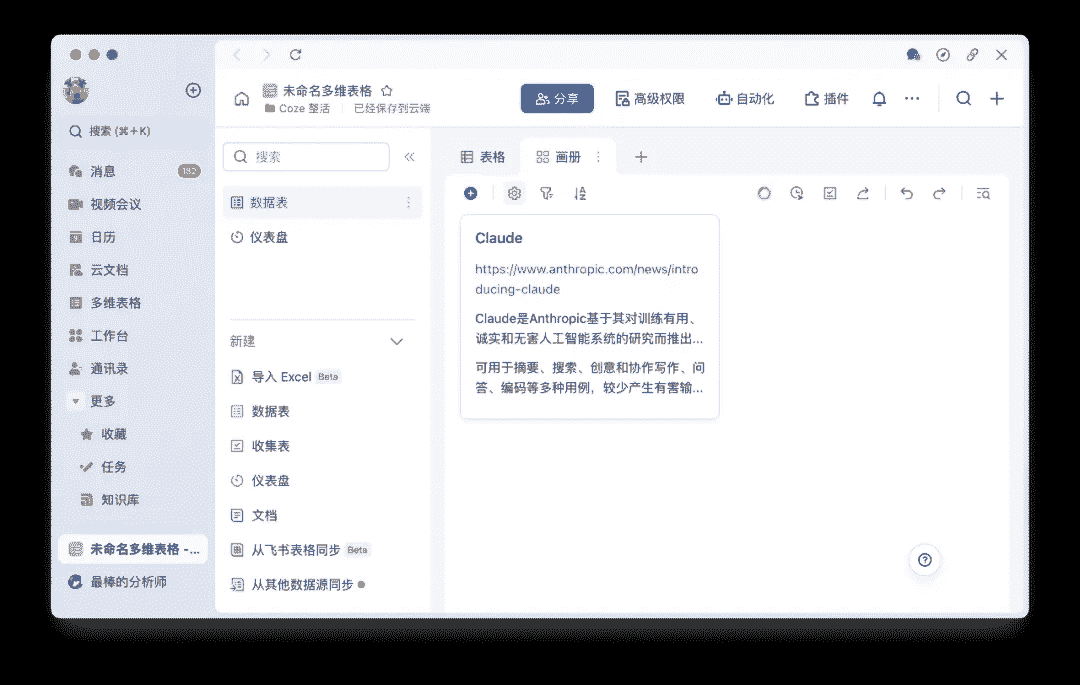 未命名多维表格
Coze 整活
已经保存到云端
分享
高级权限
自动化
插件
搜索 (⌘+K)
消息
192
视频会议
日历
云文档
多维表格
工作台
通讯录
更多
收藏
任务
知识库
未命名多维表格 -...
最棒的分析师
搜索
数据表
仪表盘
新建
导入 Excel Beta
数据表
收集表
仪表盘
文档
从飞书表格同步 Beta
从其他数据源同步
表格
画册
Claude
https://www.anthropic.com/news/intro
ducing-claude
Claude是Anthropic基于其对训练有用、
诚实和无害人工智能系统的研究而推出...
可用于摘要、搜索、创意和协作写作、问
答、编码等多种用例，较少产生有害输...